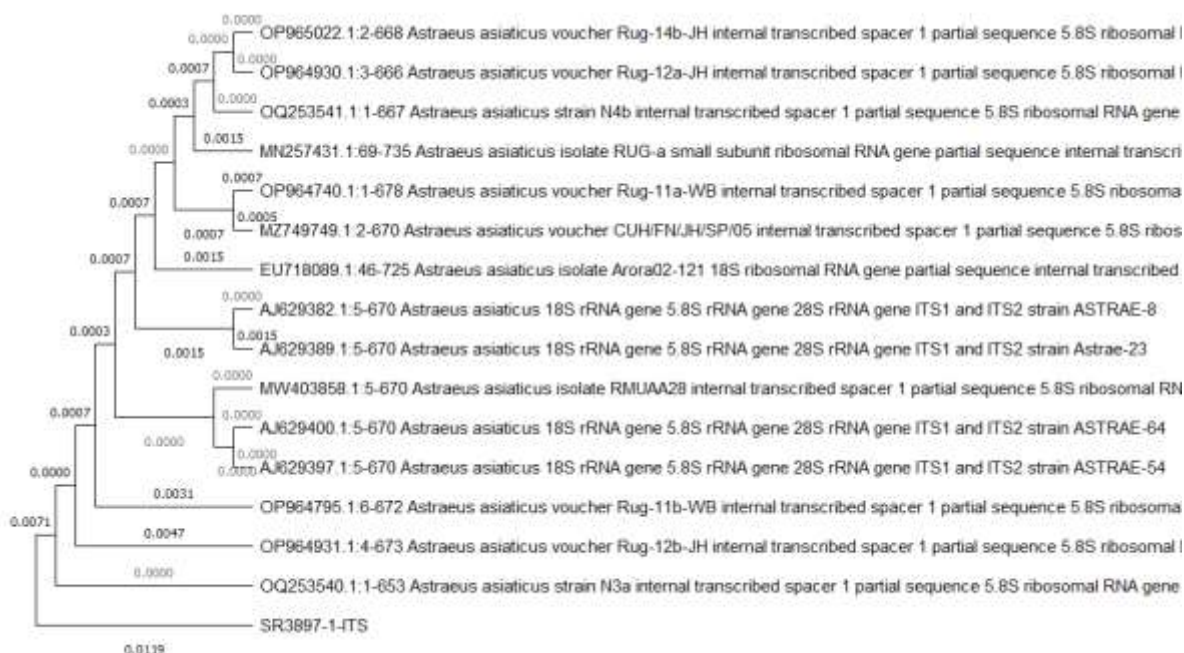 0.0000
0.0000
OP965022.1:2-668 Astraeus asiaticus voucher Rug-14b-JH internal transcribed spacer 1 partial sequence 5.8S ribosomal
0.0000
0.0007
OP964930.1:3-666 Astraeus asiaticus voucher Rug-12a-JH internal transcribed spacer 1 partial sequence 5.8S ribosomal
0.0003
0.0000
OQ253541.1:1-667 Astraeus asiaticus strain N4b internal transcribed spacer 1 partial sequence 5.8S ribosomal RNA gene
0.0015
0.0000
MN257431.1:69-735 Astraeus asiaticus isolate RUG-a small subunit ribosomal RNA gene partial sequence internal transcri
0.0007
OP964740.1:1-678 Astraeus asiaticus voucher Rug-11a-WB internal transcribed spacer 1 partial sequence 5.8S ribosoma
0.0007
0.0005
MZ749749.1:2-670 Astraeus asiaticus voucher CUH/FN/JH/SP/05 internal transcribed spacer 1 partial sequence 5.8S ribos
0.0007
0.0015
EU718089.1:46-725 Astraeus asiaticus isolate Arora02-121 18S ribosomal RNA gene partial sequence internal transcribed
0.0007
0.0000
AJ629382.1:5-670 Astraeus asiaticus 18S rRNA gene 5.8S rRNA gene 28S rRNA gene ITS1 and ITS2 strain ASTRAE-8
0.0003
0.0015
AJ629389.1:5-670 Astraeus asiaticus 18S rRNA gene 5.8S rRNA gene 28S rRNA gene ITS1 and ITS2 strain Astrae-23
0.0015
0.0000
MW403858.1:5-670 Astraeus asiaticus isolate RMUAA28 internal transcribed spacer 1 partial sequence 5.8S ribosomal RN
0.0007
0.0000
AJ629400.1:5-670 Astraeus asiaticus 18S rRNA gene 5.8S rRNA gene 28S rRNA gene ITS1 and ITS2 strain ASTRAE-64
0.0000
0.0000
AJ629397.1:5-670 Astraeus asiaticus 18S rRNA gene 5.8S rRNA gene 28S rRNA gene ITS1 and ITS2 strain ASTRAE-54
0.0000
0.0000
0.0031
OP964795.1:6-672 Astraeus asiaticus voucher Rug-11b-WB internal transcribed spacer 1 partial sequence 5.8S ribosoma
0.0071
0.0047
OP964931.1:4-673 Astraeus asiaticus voucher Rug-12b-JH internal transcribed spacer 1 partial sequence 5.8S ribosomal
0.0000
OQ253540.1:1-653 Astraeus asiaticus strain N3a internal transcribed spacer 1 partial sequence 5.8S ribosomal RNA gene
SR3897-1-ITS
0.0119